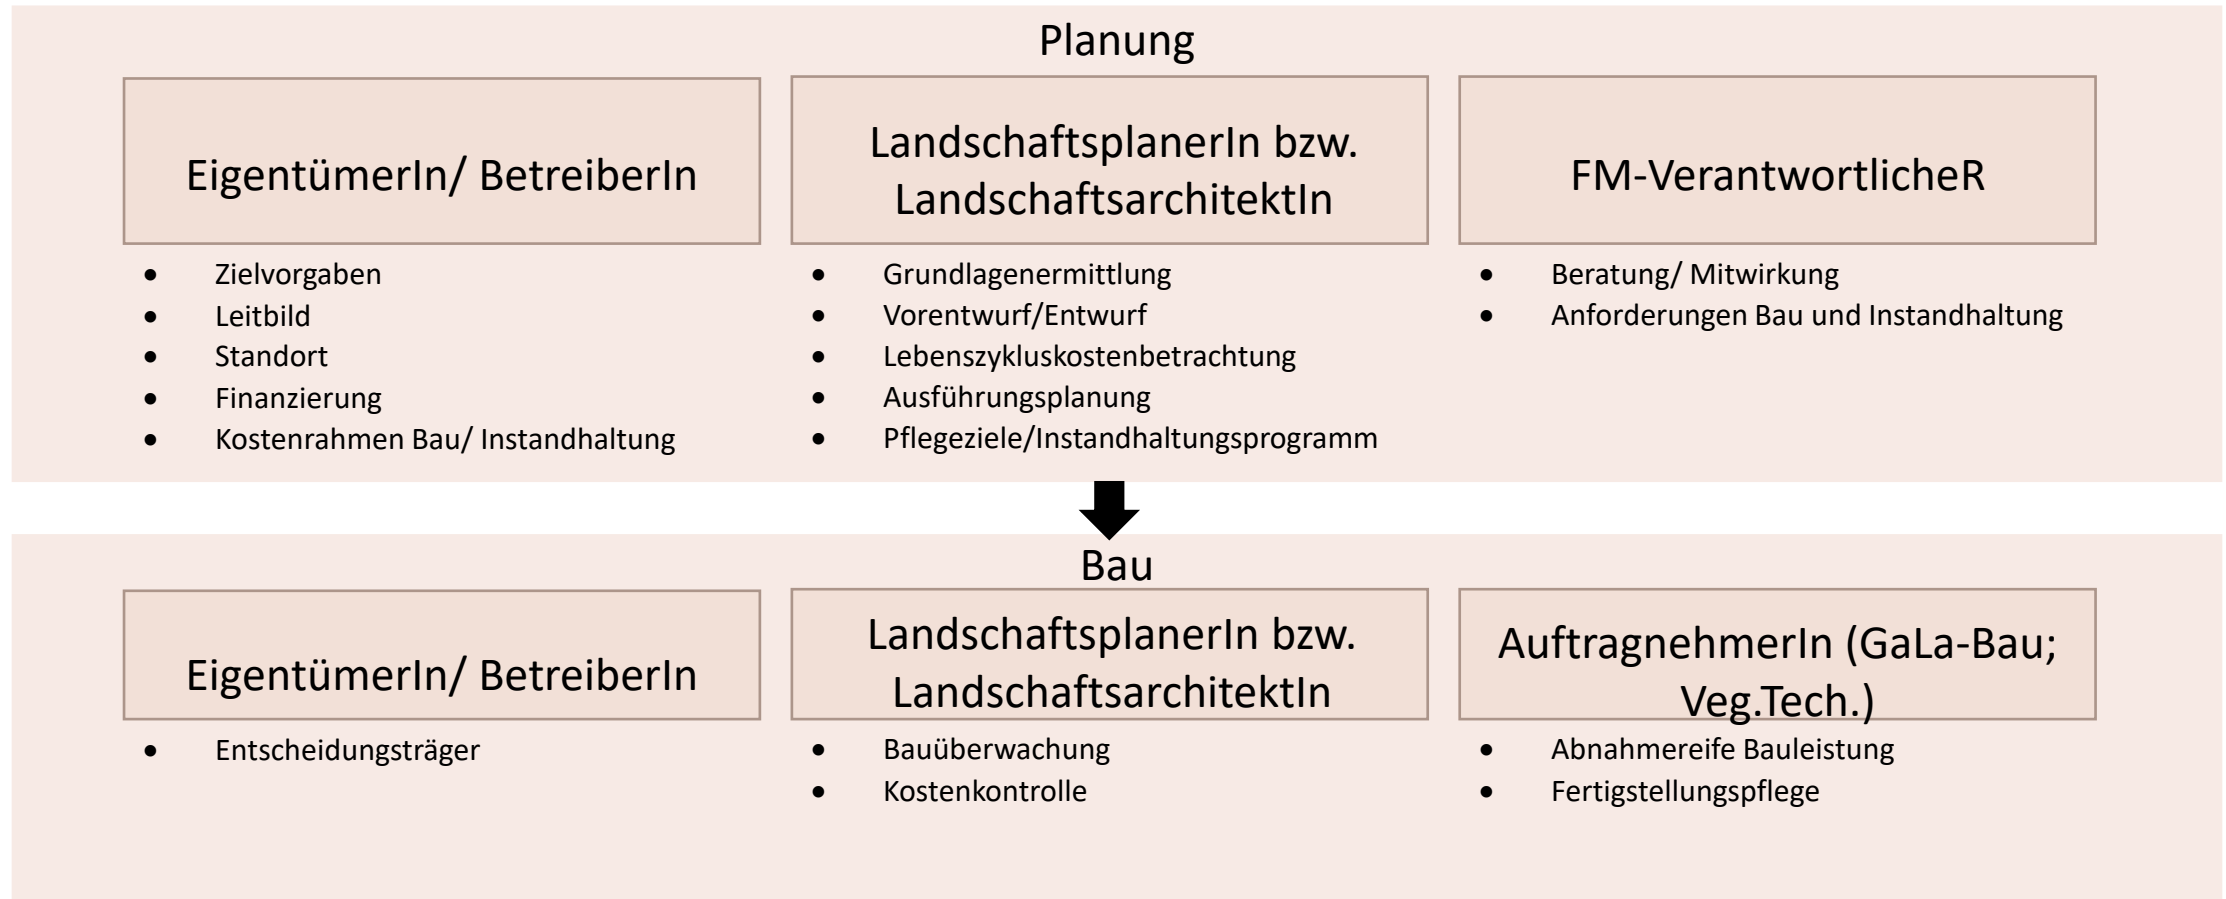 Planung
EigentümerIn/ BetreiberIn
• Zielvorgaben
• Leitbild
• Standort
• Finanzierung
• Kostenrahmen Bau/ Instandhaltung
LandschaftsplanerIn bzw.
LandschaftsarchitektIn
• Grundlagenermittlung
• Vorentwurf/Entwurf
• Lebenszykluskostenbetrachtung
• Ausführungsplanung
• Pflegeziele/Instandhaltungsprogramm
FM-VerantwortlicheR
• Beratung/ Mitwirkung
• Anforderungen Bau und Instandhaltung
Bau
EigentümerIn/ BetreiberIn
• Entscheidungsträger
LandschaftsplanerIn bzw.
LandschaftsarchitektIn
• Bauüberwachung
• Kostenkontrolle
AuftragnehmerIn (GaLa-Bau;
Veg.Tech.)
• Abnahmereife Bauleistung
• Fertigstellungspflege